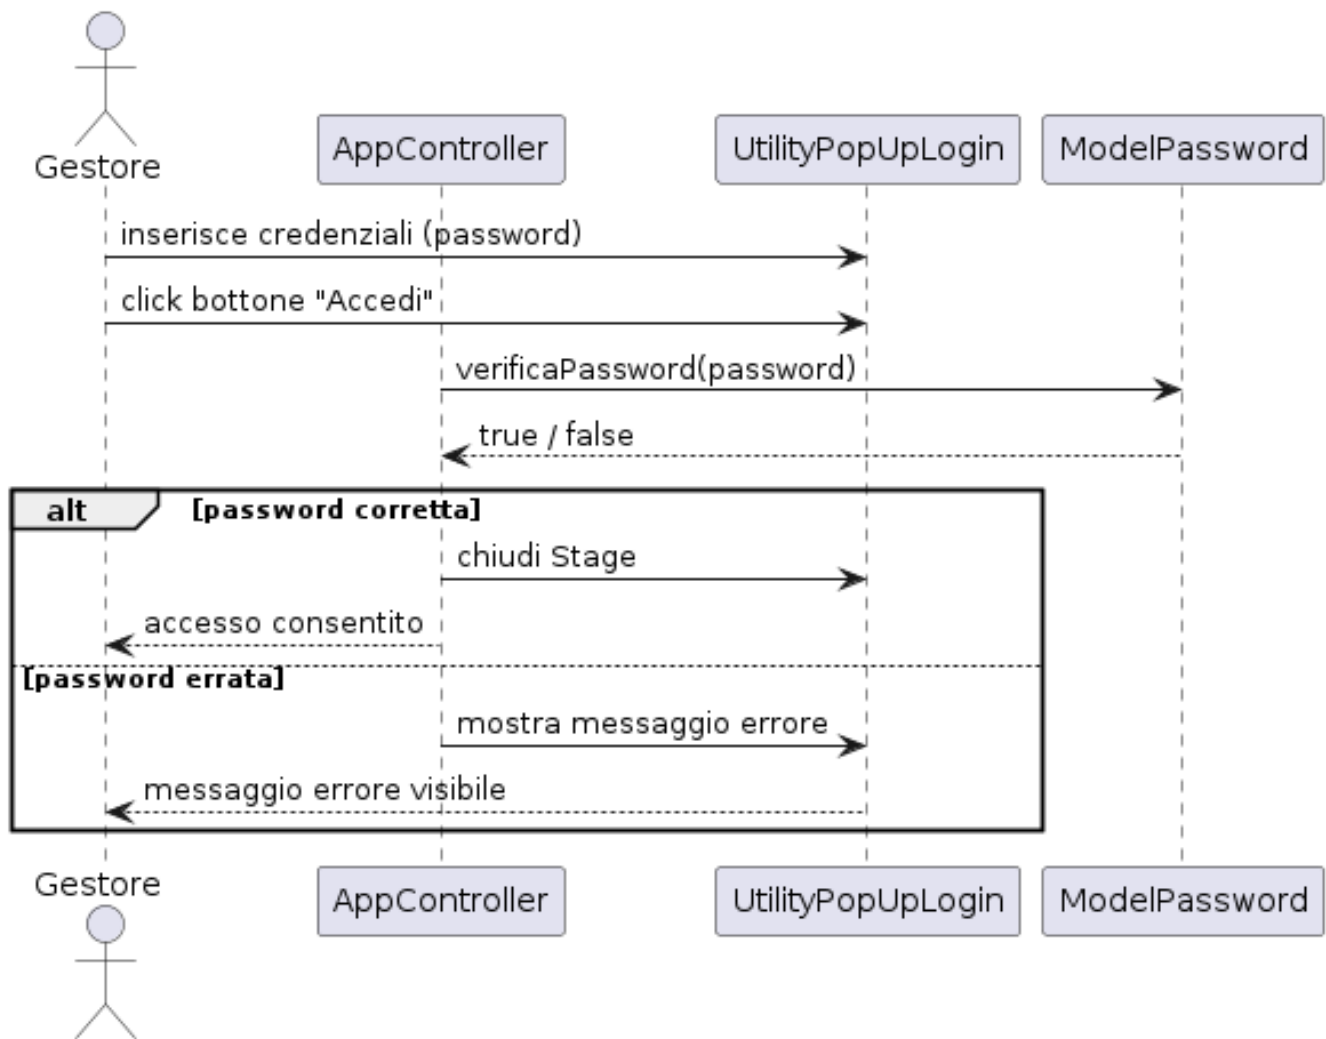 Gestore
AppController
UtilityPopUpLogin
ModelPassword
inserisce credenziali (password)
click bottone "Accedi"
verificaPassword(password)
true / false
alt
[password corretta]
chiudi Stage
accesso consentito
[password errata]
mostra messaggio errore
messaggio errore visibile
Gestore
AppController
UtilityPopUpLogin
ModelPassword